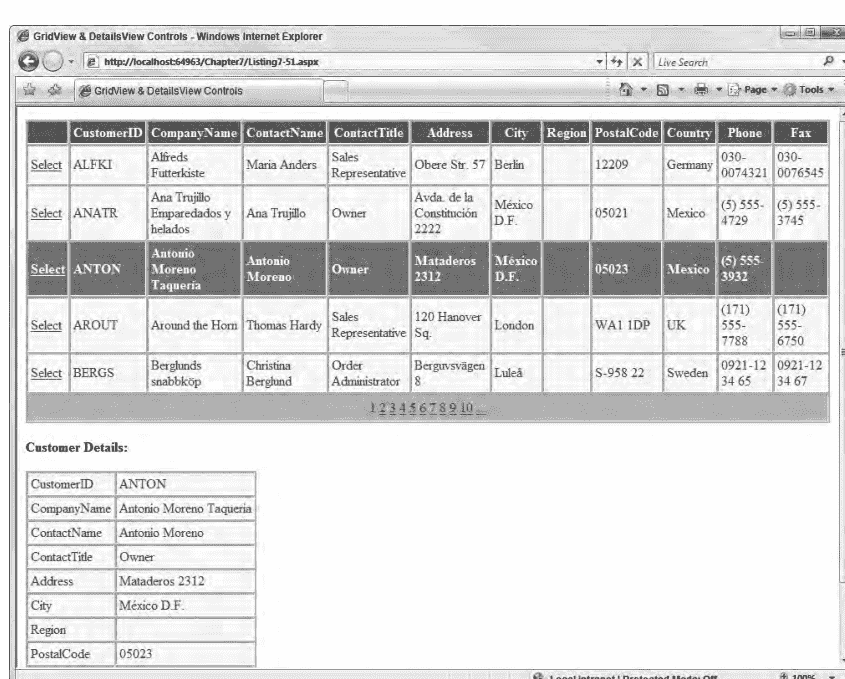 GridView & DetailsView Controls - Windows Internet Explorer
http://localhost:64963/Chapter7/Listing7-51.aspx
Live Search
GridView & DetailsView Controls
Page
Tools
CustomerID CompanyName ContactName ContactTitle Address City Region PostalCode Country Phone Fax
Select ALFKI Alfreds Futterkiste Maria Anders Sales Representative Obere Str. 57 Berlin 12209 Germany 030-0074321 030-0076545
Select ANATR Ana Trujillo Emparedados y helados Ana Trujillo Owner Avda. de la Constitución 2222 México D.F. 05021 Mexico (5) 555-4729 (5) 555-3745
Select ANTON Antonio Moreno Taquería Antonio Moreno Owner Mataderos 2312 México D.F. 05023 Mexico (5) 555-3932
Select AROUT Around the Horn Thomas Hardy Sales Representative 120 Hanover Sq. London WA1 1DP UK (171) 555-7788 (171) 555-6750
Select BERGS Berglunds snabbköp Christina Berglund Order Administrator Berguvsvägen 8 Luleå S-958 22 Sweden 0921-12 34 65 0921-12 34 67
1 2 3 4 5 6 7 8 9 10 ...
Customer Details:
CustomerID ANTON
CompanyName Antonio Moreno Taquería
ContactName Antonio Moreno
ContactTitle Owner
Address Mataderos 2312
City México D.F.
Region
PostalCode 05023
Local intranet | Protected Mode: Off 100%